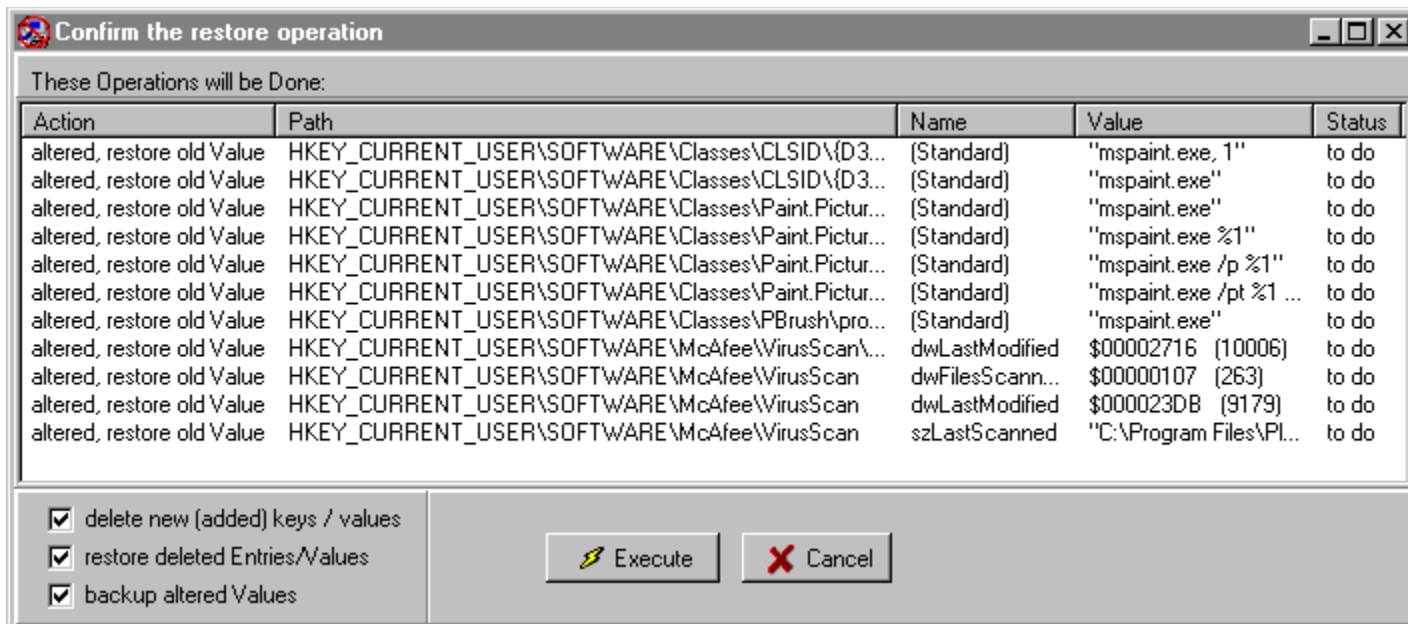 Confirm the restore operation
These Operations will be Done:
Action Path Name Value Status
altered, restore old Value HKEY_CURRENT_USER\SOFTWARE\Classes\CLSID\{D3... (Standard) "mspaint.exe, 1" to do
altered, restore old Value HKEY_CURRENT_USER\SOFTWARE\Classes\CLSID\{D3... (Standard) "mspaint.exe" to do
altered, restore old Value HKEY_CURRENT_USER\SOFTWARE\Classes\Paint.Pictur... (Standard) "mspaint.exe" to do
altered, restore old Value HKEY_CURRENT_USER\SOFTWARE\Classes\Paint.Pictur... (Standard) "mspaint.exe %1" to do
altered, restore old Value HKEY_CURRENT_USER\SOFTWARE\Classes\Paint.Pictur... (Standard) "mspaint.exe /p %1" to do
altered, restore old Value HKEY_CURRENT_USER\SOFTWARE\Classes\Paint.Pictur... (Standard) "mspaint.exe /pt %1 ... to do
altered, restore old Value HKEY_CURRENT_USER\SOFTWARE\Classes\PBrush\pro... (Standard) "mspaint.exe" to do
altered, restore old Value HKEY_CURRENT_USER\SOFTWARE\McAfee\VirusScan\... dwLastModified $00002716 (10006) to do
altered, restore old Value HKEY_CURRENT_USER\SOFTWARE\McAfee\VirusScan dwFilesScann... $00000107 (263) to do
altered, restore old Value HKEY_CURRENT_USER\SOFTWARE\McAfee\VirusScan dwLastModified $000023DB (9179) to do
altered, restore old Value HKEY_CURRENT_USER\SOFTWARE\McAfee\VirusScan szLastScanned "C:\Program Files\Pl... to do
delete new (added) keys / values
restore deleted Entries/Values
backup altered Values
Execute
Cancel